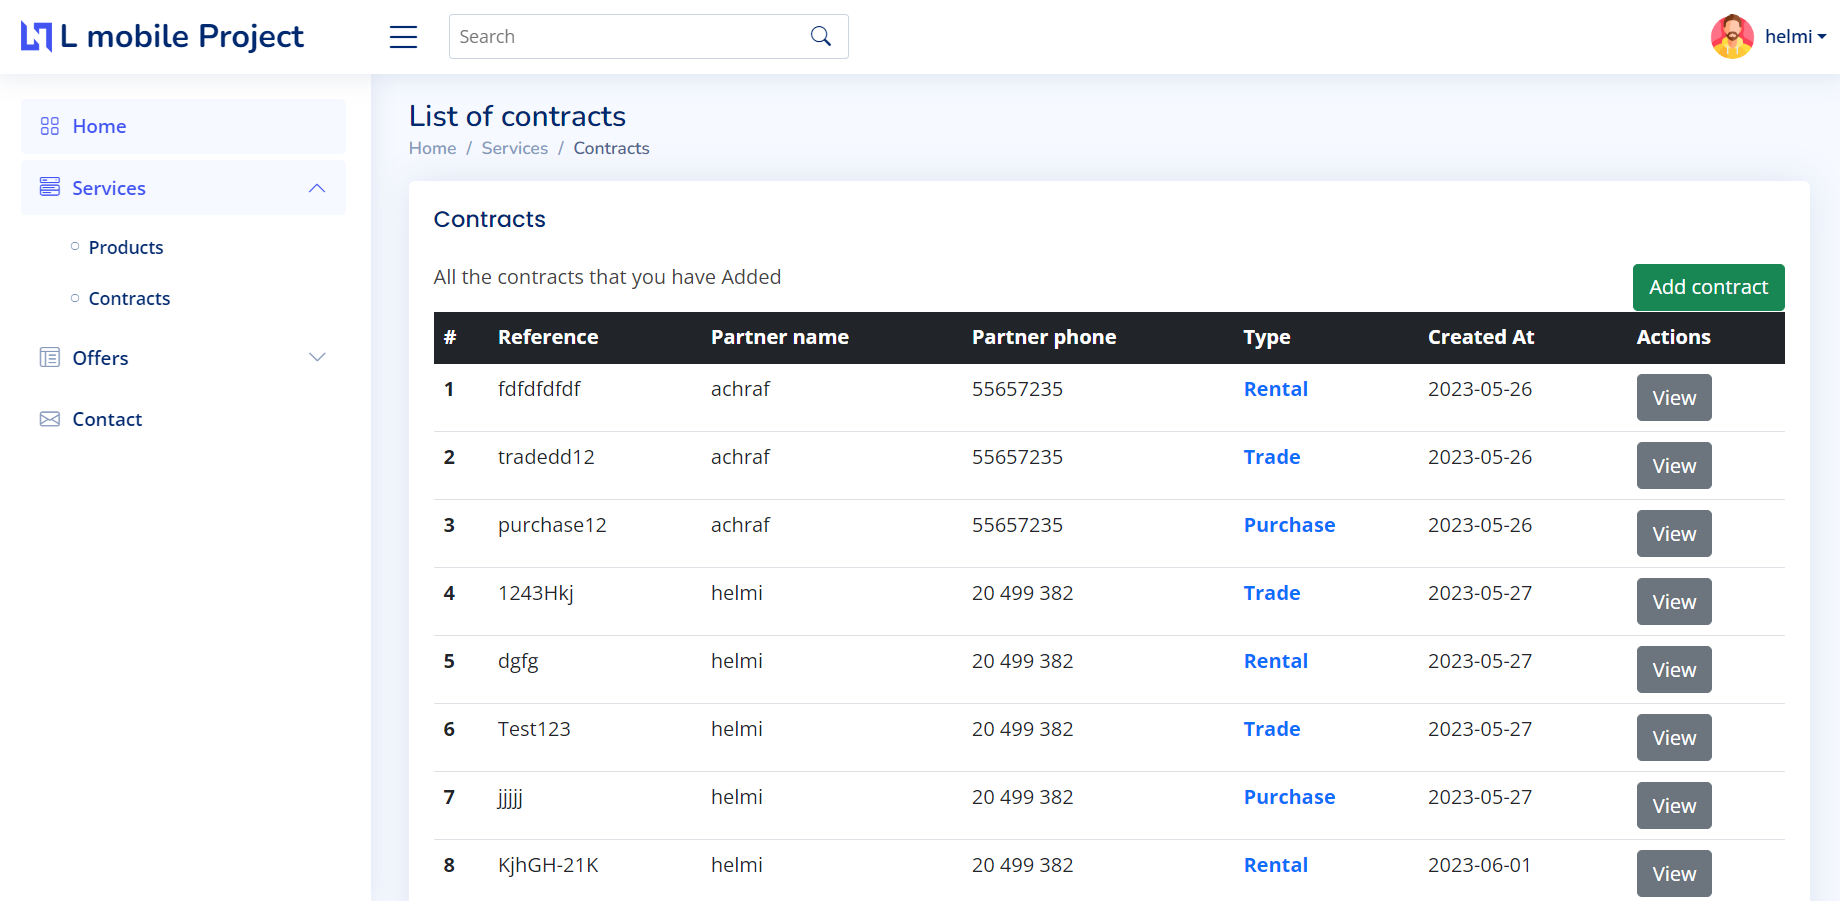 L mobile Project
Search
helmi
Home
Services
Products
Contracts
Offers
Contact
List of contracts
Home / Services / Contracts
Contracts
All the contracts that you have Added
Add contract
# Reference Partner name Partner phone Type Created At Actions
1 fdfdfdfdf achraf 55657235 Rental 2023-05-26 View
2 tradedd12 achraf 55657235 Trade 2023-05-26 View
3 purchase12 achraf 55657235 Purchase 2023-05-26 View
4 1243Hkj helmi 20 499 382 Trade 2023-05-27 View
5 dgfg helmi 20 499 382 Rental 2023-05-27 View
6 Test123 helmi 20 499 382 Trade 2023-05-27 View
7 jjjjj helmi 20 499 382 Purchase 2023-05-27 View
8 KjhGH-21K helmi 20 499 382 Rental 2023-06-01 View